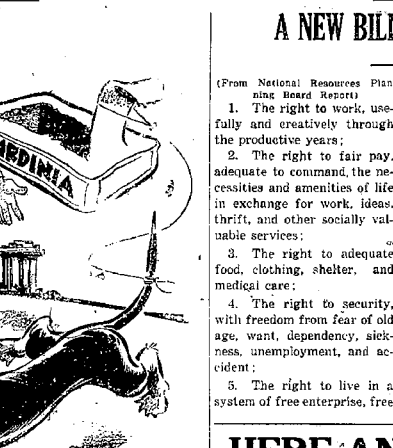 ARDINIA
A NEW BILL
(From National Resources Plan
ning Board Report)
1. The right to work, use-
fully and creatively through
the productive years;
2. The right to fair pay,
adequate to command, the ne-
cessities and amenities of life
in exchange for work, ideas,
thrift, and other socially val-
uable services;
3. The right to adequate
food, clothing, shelter, and
medical care;
4. The right to security,
with freedom from fear of old
age, want, dependency, sick-
ness, unemployment, and ac-
cident;
5. The right to live in a
system of free enterprise, free
HERE AN